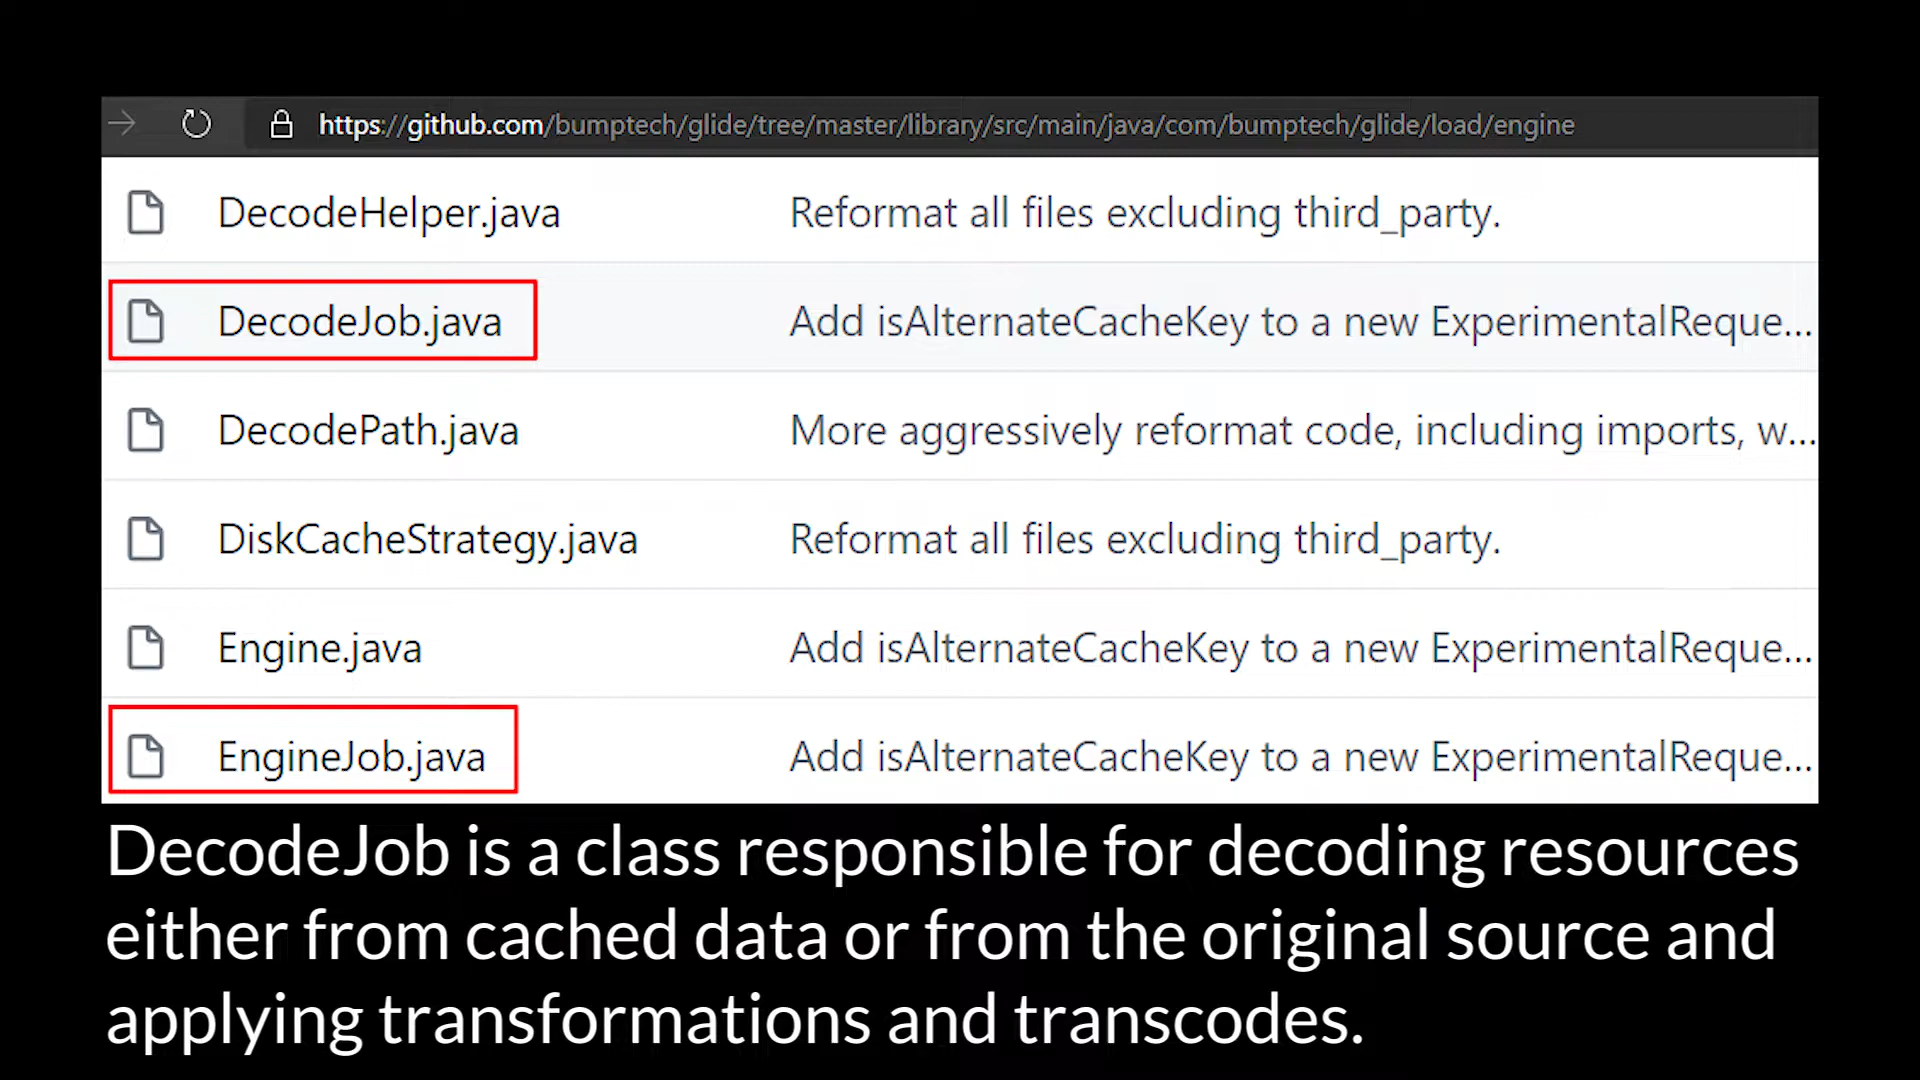 https://github.com/bumptech/glide/tree/master/library/src/main/java/com/bumptech/glide/load/engine
DecodeHelper.java Reformat all files excluding third_party.
DecodeJob.java Add isAlternateCacheKey to a new ExperimentalReque...
DecodePath.java More aggressively reformat code, including imports, w...
DiskCacheStrategy.java Reformat all files excluding third_party.
Engine.java Add isAlternateCacheKey to a new ExperimentalReque...
EngineJob.java Add isAlternateCacheKey to a new ExperimentalReque...
DecodeJob is a class responsible for decoding resources
either from cached data or from the original source and
applying transformations and transcodes.